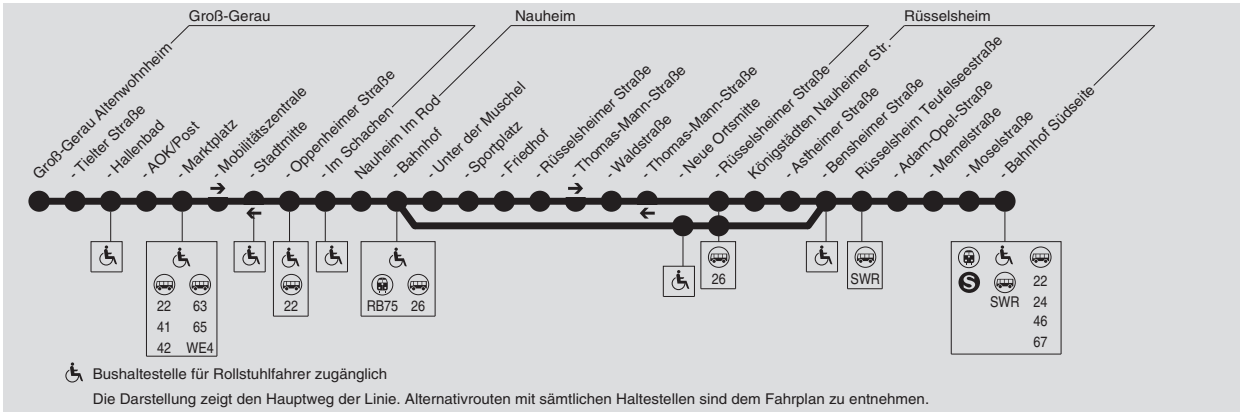 Groß-Gerau
Nauheim
Rüsselsheim
Groß-Gerau Altenwohnheim
- Tielter Straße
- Hallenbad
- AOK/Post
- Marktplatz
- Mobilitätszentrale
- Stadtmitte
- Oppenheimer Straße
- Im Schachen
Nauheim Im Rod
- Bahnhof
- Unter der Muschel
- Sportplatz
- Friedhof
- Rüsselsheimer Straße
- Thomas-Mann-Straße
- Waldstraße
- Thomas-Mann-Straße
- Neue Ortsmitte
- Rüsselsheimer Straße
Königstädten Nauheimer Str.
- Astheimer Straße
- Bensheimer Straße
Rüsselsheim Teufelseestraße
- Adam-Opel-Straße
- Memelstraße
- Moselstraße
- Bahnhof Südseite
22 63
41 65
42 WE4
22
RB75 26
26
SWR
S
22
SWR 24
46
67
Bushaltestelle für Rollstuhlfahrer zugänglich
Die Darstellung zeigt den Hauptweg der Linie. Alternativrouten mit sämtlichen Haltestellen sind dem Fahrplan zu entnehmen.